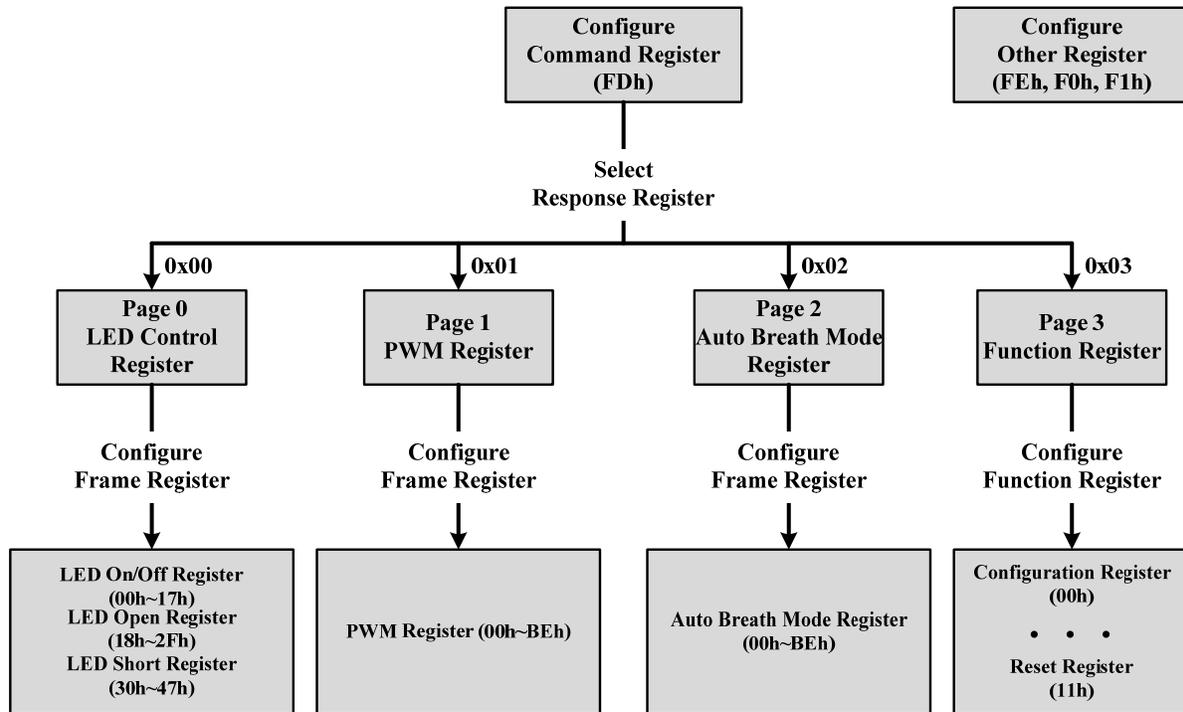 Configure
Command Register
(FDh)
Configure
Other Register
(FEh, F0h, F1h)
Select
Response Register
0x00
0x01
0x02
0x03
Page 0
LED Control
Register
Page 1
PWM Register
Page 2
Auto Breath Mode
Register
Page 3
Function Register
Configure
Frame Register
Configure
Frame Register
Configure
Frame Register
Configure
Function Register
LED On/Off Register
(00h~17h)
LED Open Register
(18h~2Fh)
LED Short Register
(30h~47h)
PWM Register (00h~BEh)
Auto Breath Mode Register
(00h~BEh)
Configuration Register
(00h)
• • •
Reset Register
(11h)